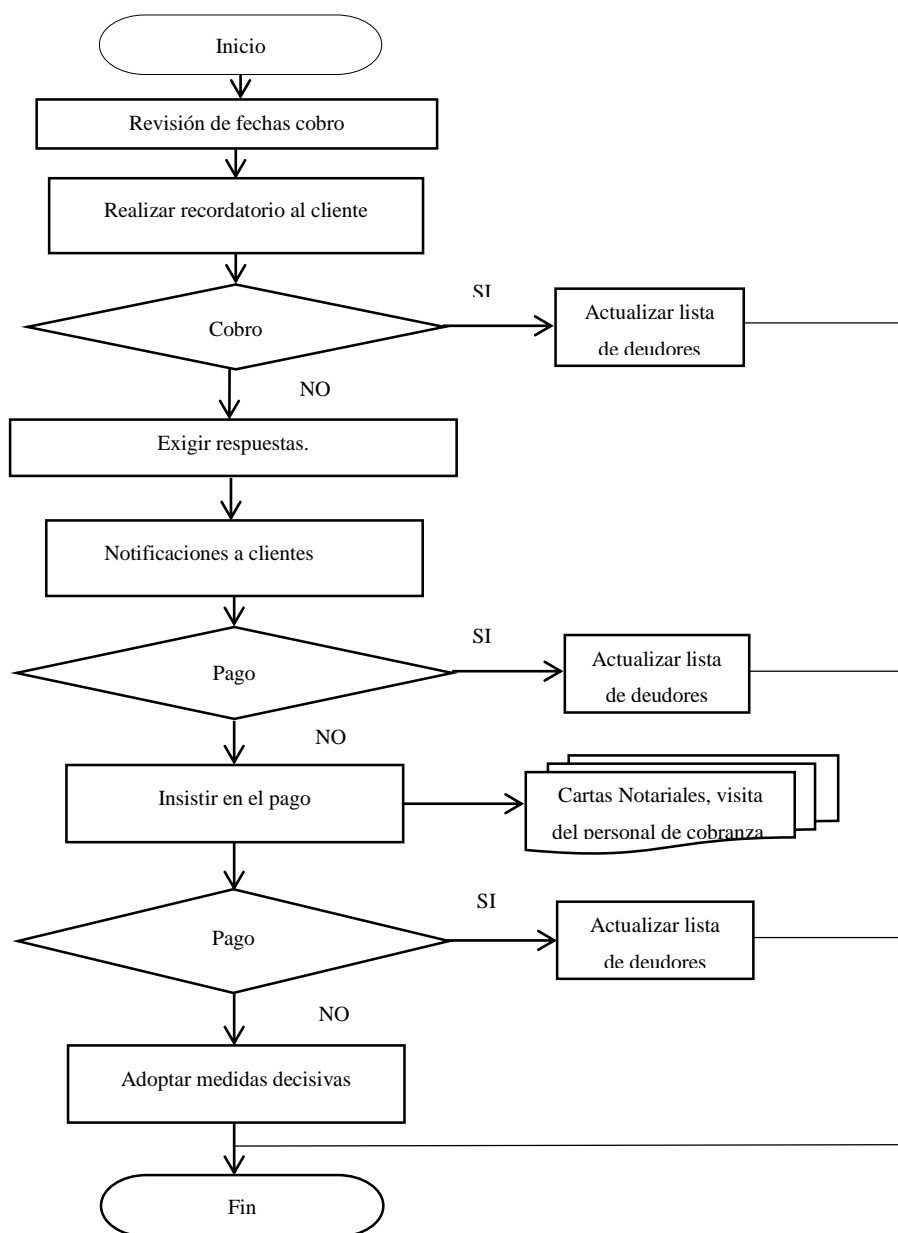 Inicio
Revisión de fechas cobro
Realizar recordatorio al cliente
SI
Actualizar lista
de deudores
Cobro
NO
Exigir respuestas.
Notificaciones a clientes
SI
Actualizar lista
de deudores
Pago
NO
Insistir en el pago
Cartas Notariales, visita
del personal de cobranza
SI
Actualizar lista
de deudores
Pago
NO
Adoptar medidas decisivas
Fin